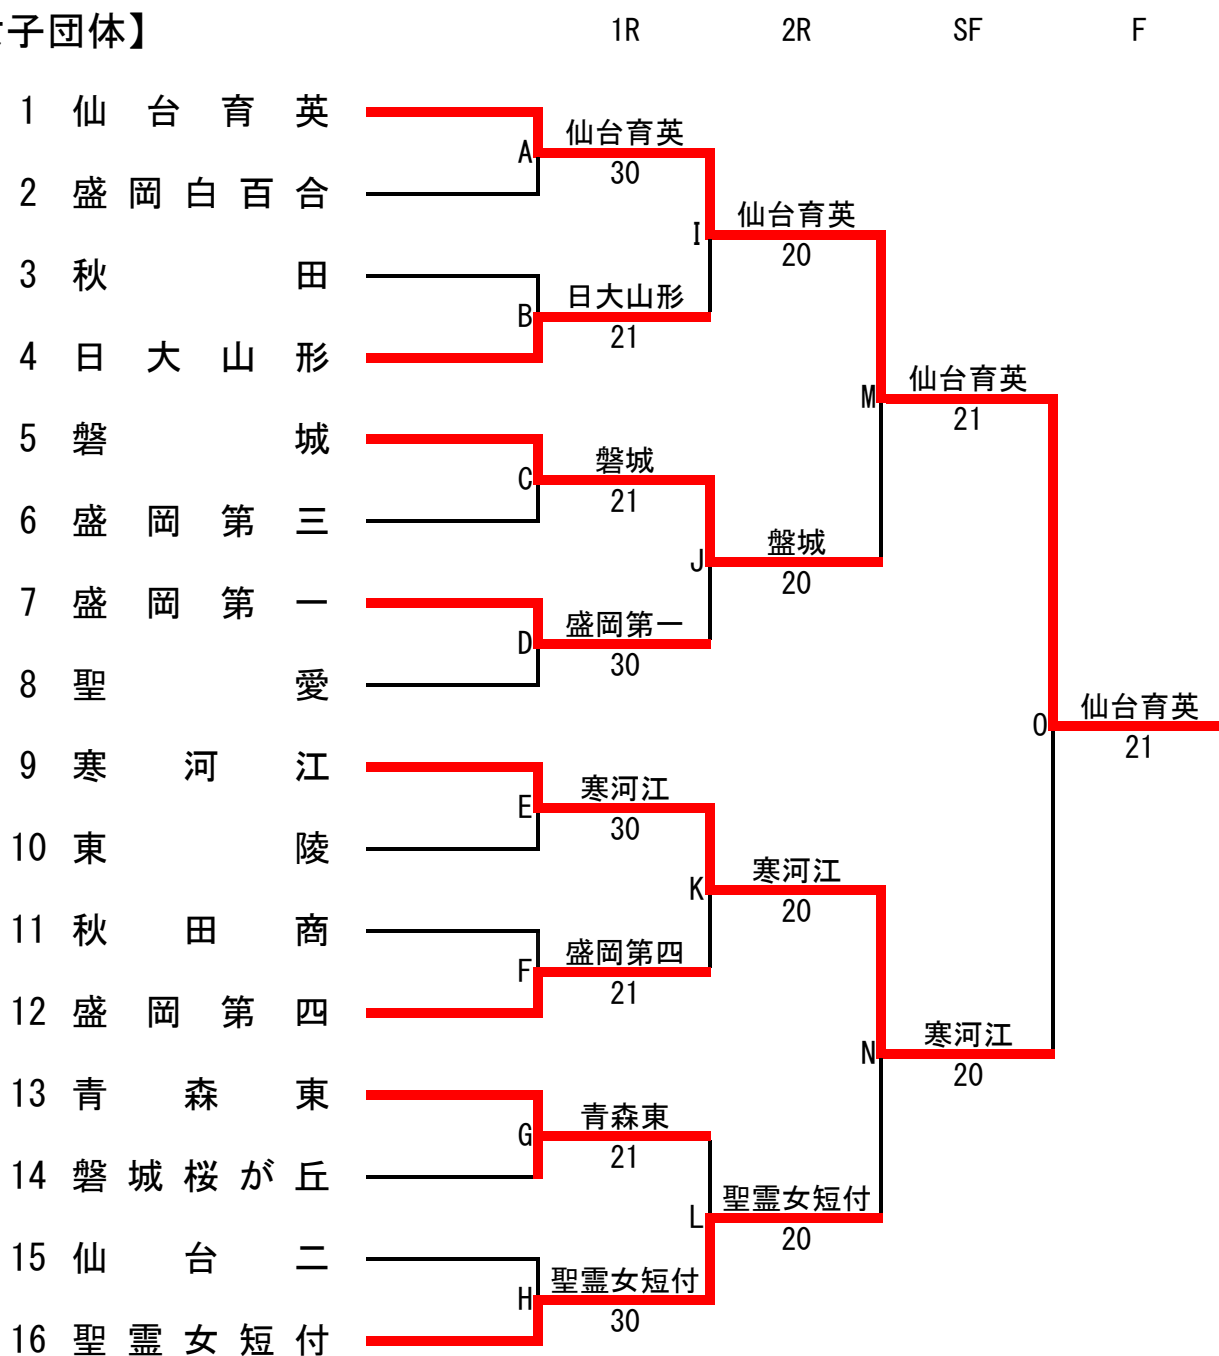 子団体】 1R 2R SF F
1 仙台育英
2 盛岡白百合
3 秋田
4 日大山形
5 磐城
6 盛岡第三
7 盛岡第一
8 聖愛
9 寒河江
10 東陵
11 秋田商
12 盛岡第四
13 青森東
14 磐城桜が丘
15 仙台二
16 聖霊女短付
A 仙台育英
30
B 日大山形
21
C 磐城
21
D 盛岡第一
30
E 寒河江
30
F 盛岡第四
21
G 青森東
21
H 聖霊女短付
30
I 仙台育英
20
J 盤城
20
K 寒河江
20
L 聖霊女短付
20
M 仙台育英
21
N 寒河江
20
O 仙台育英
21